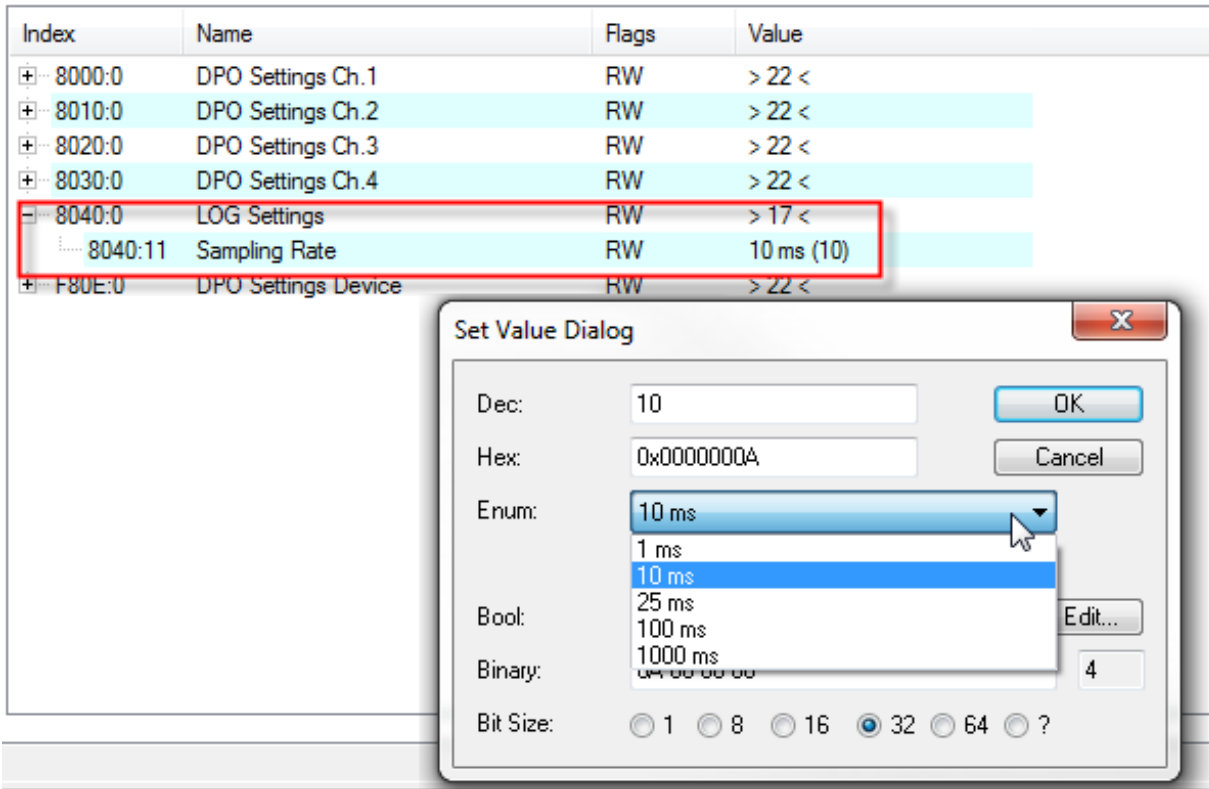 Index Name Flags Value
8000:0 DPO Settings Ch.1 RW > 22 <
8010:0 DPO Settings Ch.2 RW > 22 <
8020:0 DPO Settings Ch.3 RW > 22 <
8030:0 DPO Settings Ch.4 RW > 22 <
8040:0 LOG Settings RW > 17 <
8040:11 Sampling Rate RW 10 ms (10)
F80E:0 DPO Settings Device RW > 22 <
Set Value Dialog
Dec: 10 OK
Hex: 0x0000000A Cancel
Enum: 10 ms
1 ms
10 ms
25 ms
100 ms
Bool: Edit...
1000 ms
Binary: 0A 00 00 00 4
Bit Size: 1 8 16 32 64 ?